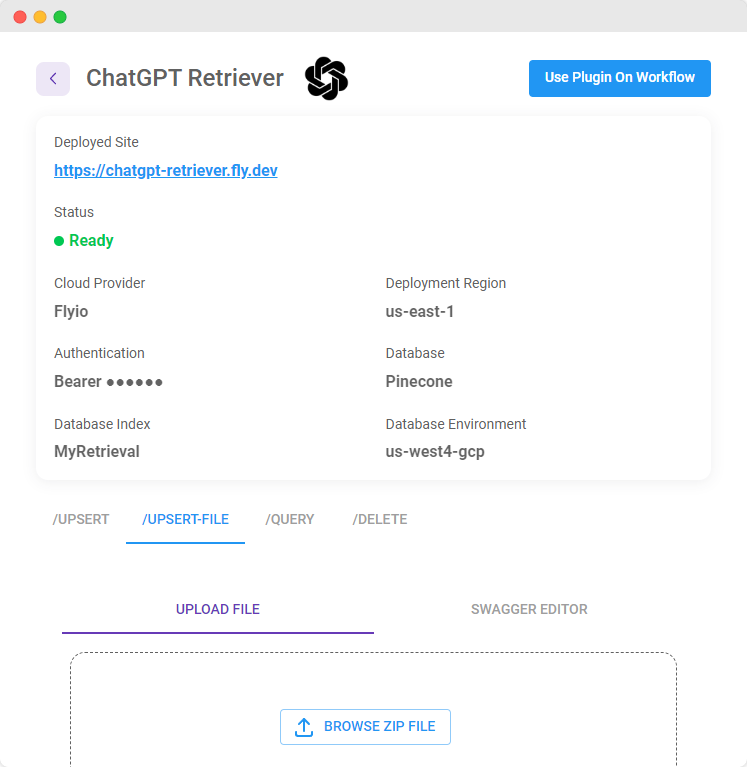 ChatGPT Retriever
Use Plugin On Workflow
Deployed Site
https://chatgpt-retriever.fly.dev
Status
Ready
Cloud Provider
Deployment Region
Flyio
us-east-1
Authentication
Database
Bearer ●●●●●●
Pinecone
Database Index
Database Environment
MyRetrieval
us-west4-gcp
/UPSERT /UPSERT-FILE /QUERY /DELETE
UPLOAD FILE SWAGGER EDITOR
BROWSE ZIP FILE